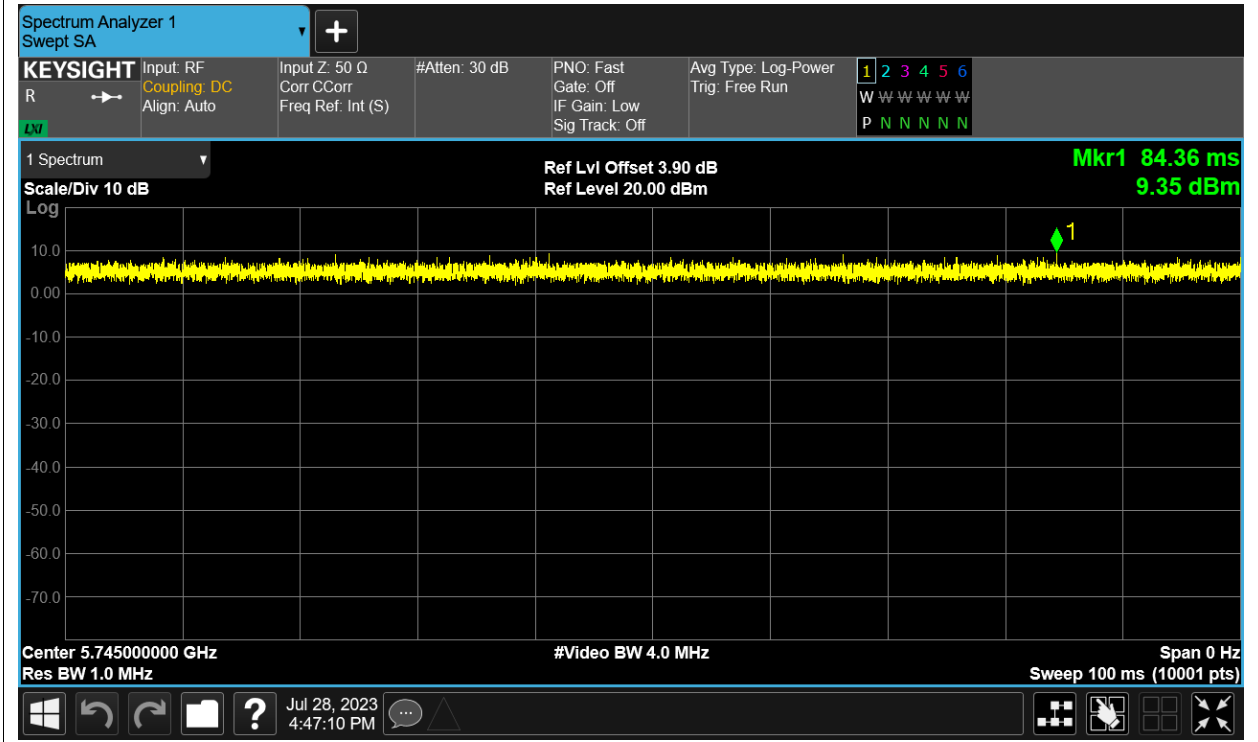 Spectrum Analyzer 1
Swept SA
KEYSIGHT
R
LXI
Input: RF
Coupling: DC
Align: Auto
Input Z: 50 Ω
Corr CCorr
Freq Ref: Int (S)
#Atten: 30 dB
PNO: Fast
Gate: Off
IF Gain: Low
Sig Track: Off
Avg Type: Log-Power
Trig: Free Run
1 2 3 4 5 6
W W W W W W
P N N N N N
1 Spectrum
Scale/Div 10 dB
Log
Ref Lvl Offset 3.90 dB
Ref Level 20.00 dBm
Mkr1 84.36 ms
9.35 dBm
1
10.0
0.00
-10.0
-20.0
-30.0
-40.0
-50.0
-60.0
-70.0
Center 5.745000000 GHz
Res BW 1.0 MHz
#Video BW 4.0 MHz
Span 0 Hz
Sweep 100 ms (10001 pts)
?
Jul 28, 2023
4:47:10 PM